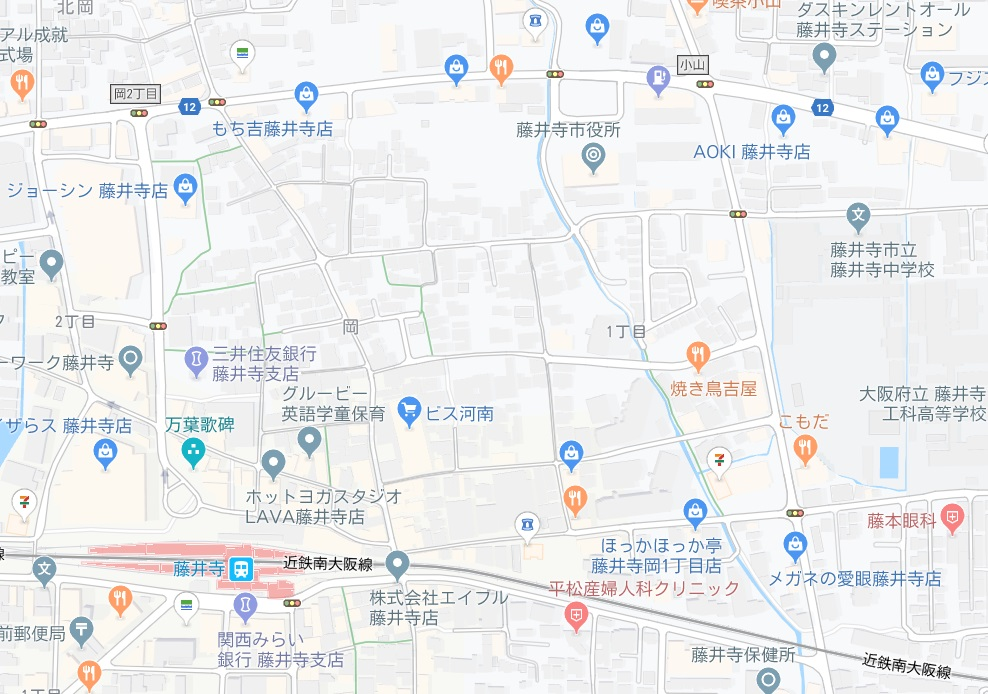 北岡
喫茶小山
ダスキンレントオール
藤井寺ステーション
アル成就
式場
小山
岡2丁目
12
12
フジス
もち吉藤井寺店
藤井寺市役所
AOKI 藤井寺店
ジョーシン 藤井寺店
文
藤井寺市立
藤井寺中学校
ピー
教室
2丁目
岡
1丁目
ーワーク藤井寺
三井住友銀行
藤井寺支店
焼き鳥吉屋
グルービー
英語学童保育
ビス河南
大阪府立 藤井寺
工科高等学校
イザらス 藤井寺店
万葉歌碑
こもだ
7
7
ホットヨガスタジオ
LAVA藤井寺店
藤本眼科
ほっかほっか亭
藤井寺岡1丁目店
線
近鉄南大阪線
藤井寺
文
メガネの愛眼藤井寺店
平松産婦人科クリニック
株式会社エイブル
藤井寺店
前郵便局
関西みらい
銀行 藤井寺支店
藤井寺保健所
近鉄南大阪線
1丁目